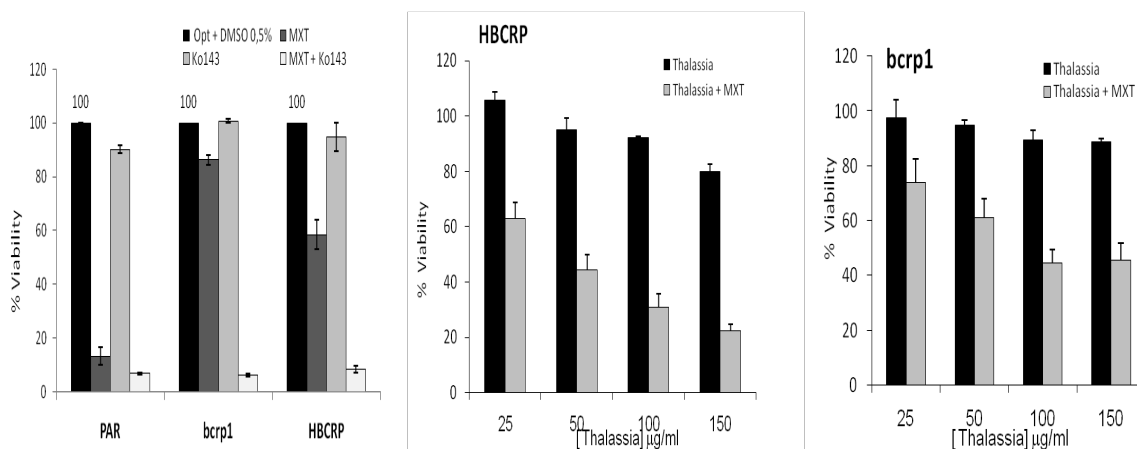 Opt + DMSO 0,5%
MXT
Ko143
MXT + Ko143
% Viability
120
100
80
60
40
20
0
100
100
100
PAR
bcrp1
HBCRP
HBCRP
Thalassia
Thalassia + MXT
% Viability
120
100
80
60
40
20
0
25
50
100
150
[Thalassia] µg/ml
bcrp1
Thalassia
Thalassia + MXT
% Viability
120
100
80
60
40
20
0
25
50
100
150
[Thalassia] µg/ml